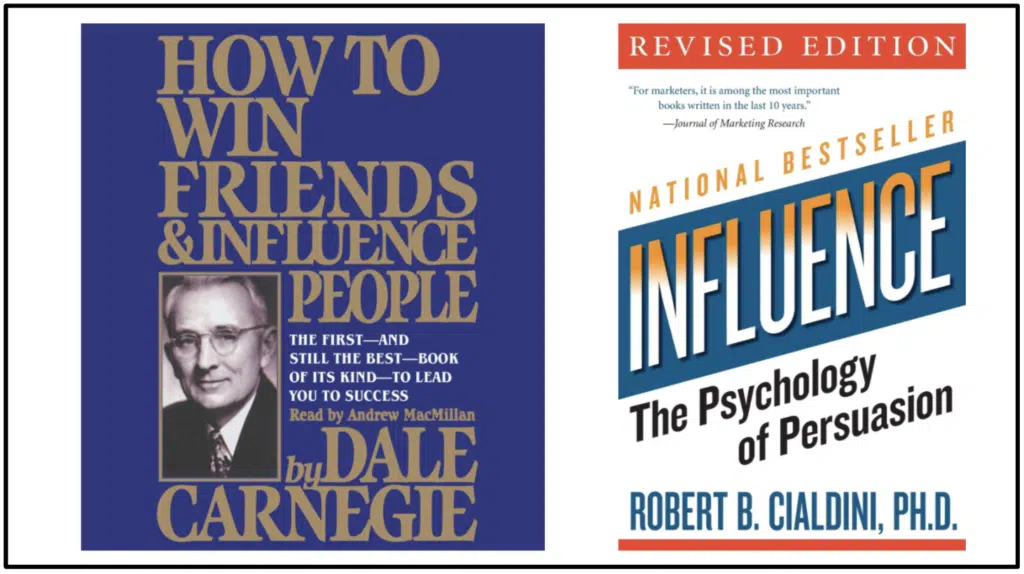 HOW TO
WIN
FRIENDS
& INFLUENCE
PEOPLE
THE FIRST—AND
STILL THE BEST—BOOK
OF ITS KIND—TO LEAD
YOU TO SUCCESS
Read by Andrew MacMillan
by DALE
CARNEGIE
REVISED EDITION
“For marketers, it is among the most important
books written in the last 10 years.”
—Journal of Marketing Research
NATIONAL BESTSELLER
INFLUENCE
The Psychology
of Persuasion
ROBERT B. CIALDINI, PH.D.